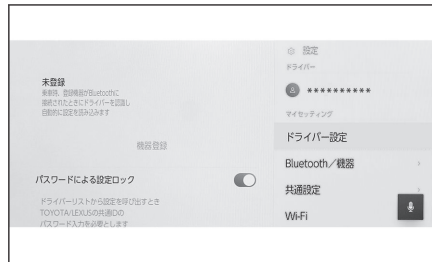 未登録
乗車時、登録機器がBluetoothに
接続されたときにドライバーを認識し
自動的に設定を読み込みます
機器登録
パスワードによる設定ロック
ドライバーリストから設定を呼び出すとき
TOYOTA/LEXUSの共通IDの
パスワード入力を必要とします
設定
ドライバー
**********
マイセッティング
ドライバー設定
Bluetooth/機器
共通設定
Wi-Fi